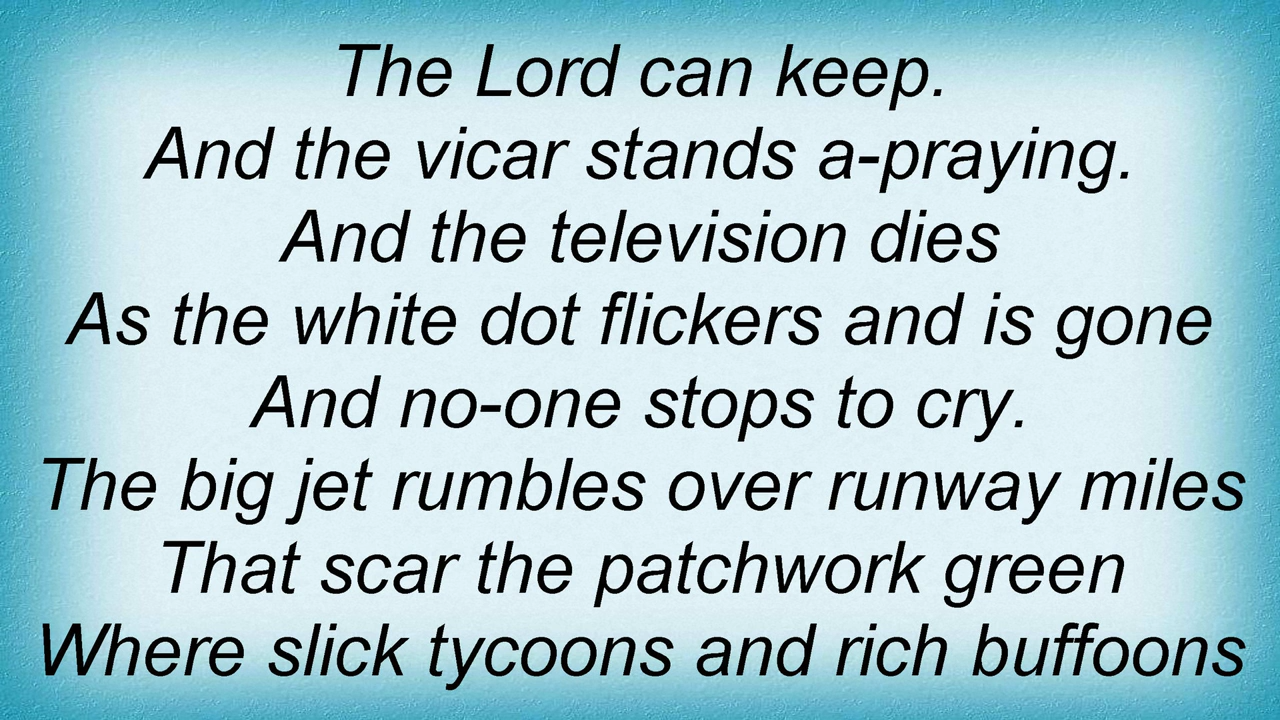 The Lord can keep.
And the vicar stands a-praying.
And the television dies
As the white dot flickers and is gone
And no-one stops to cry.
The big jet rumbles over runway miles
That scar the patchwork green
Where slick tycoons and rich buffoons